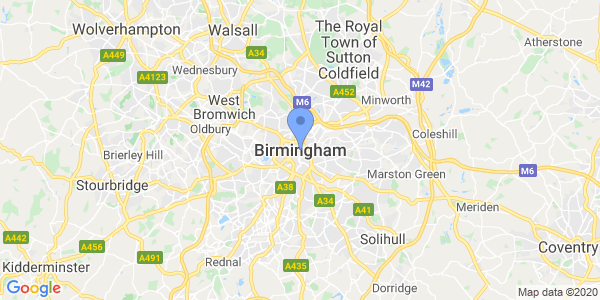 Wolverhampton
Walsall
The Royal
Town of
Sutton
Coldfield
Atherstone
A449
A34
A4123
Wednesbury
M42
A452
M6
Minworth
West
Bromwich
Oldbury
Coleshill
Birmingham
Brierley Hill
Marston Green
M6
Stourbridge
A38
A34
A41
Meriden
A442
A456
A491
Solihull
Coventry
Kidderminster
Rednal
A435
Dorridge
Google
Map data ©2020